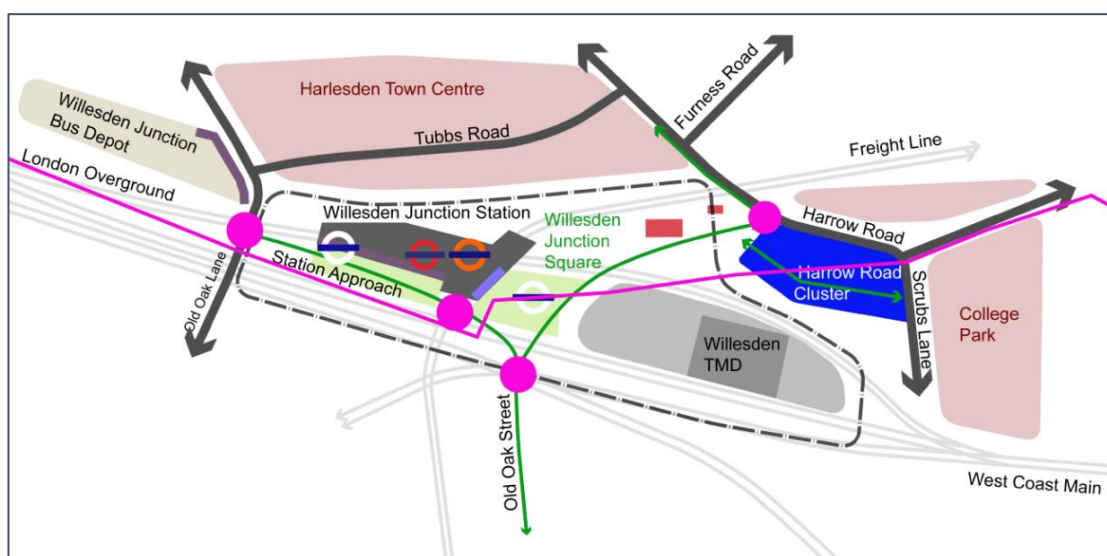 Harlesden Town Centre
Furness Road
Willesden Junction
Bus Depot
Tubbs Road
Freight Line
London Overground
Willesden Junction Station
Willesden
Junction
Square
Harrow Road
Station Approach
Old Oak Lane
Harrow Road
Cluster
Scrubs Lane
College
Park
Willesden
TMD
Old Oak Street
West Coast Main